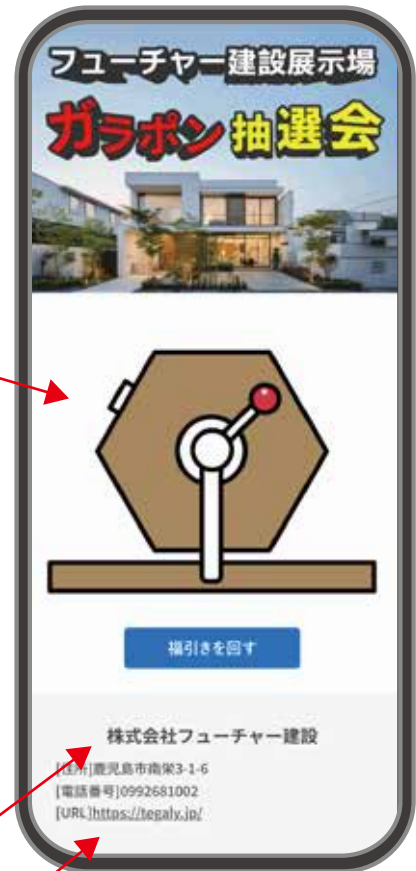 フューチャー建設展示場
ガラポン抽選会
福引きを回す
株式会社フューチャー建設
[住所]鹿児島市南栄3-1-6
[電話番号]0992681002
[URL]https://tegaly.jp/